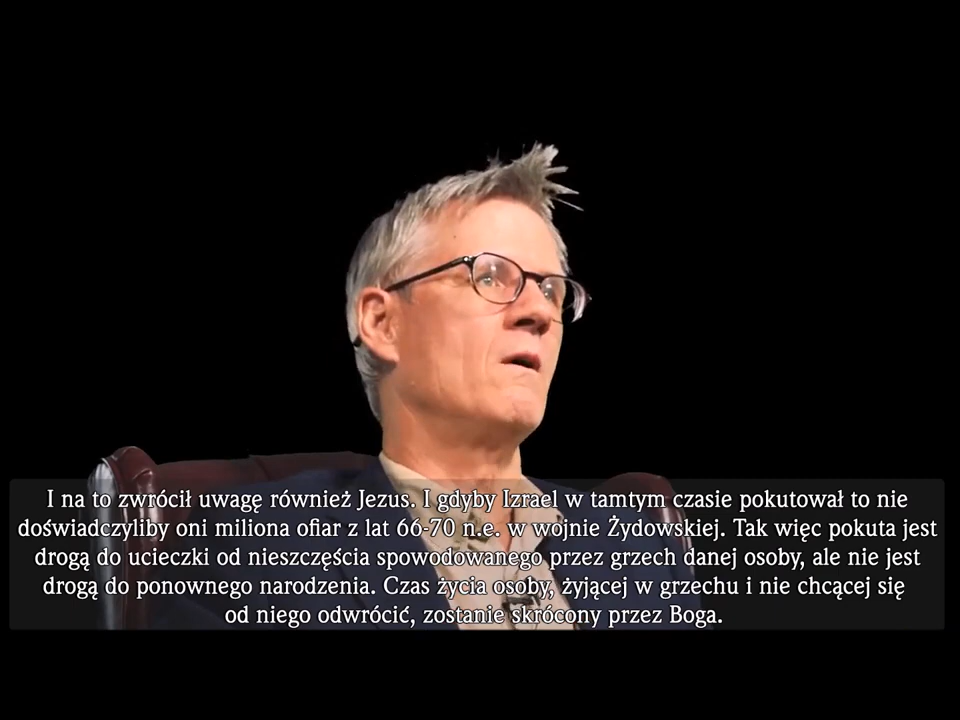 I na to zwrócił uwagę również Jezus. I gdyby Izrael w tamtym czasie pokutował to nie
doświadczyliby oni miliona ofiar z lat 66-70 n.e. w wojnie Żydowskiej. Tak więc pokuta jest
drogą do ucieczki od nieszczęścia spowodowanego przez grzech danej osoby, ale nie jest
drogą do ponownego narodzenia. Czas życia osoby, żyjącej w grzechu i nie chcącej się
od niego odwrócić, zostanie skrócony przez Boga.